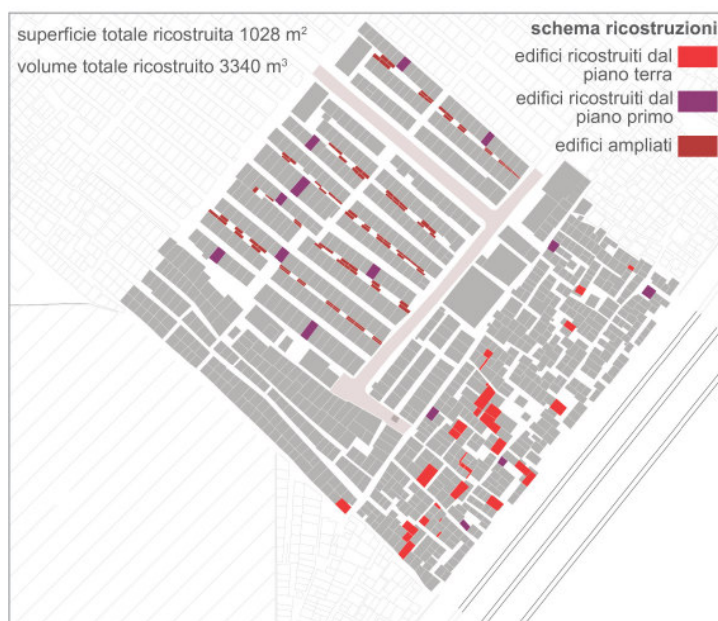 superficie totale ricostruita 1028 m²
volume totale ricostruito 3340 m³
schema ricostruzioni
edifici ricostruiti dal
piano terra
edifici ricostruiti dal
piano primo
edifici ampliati